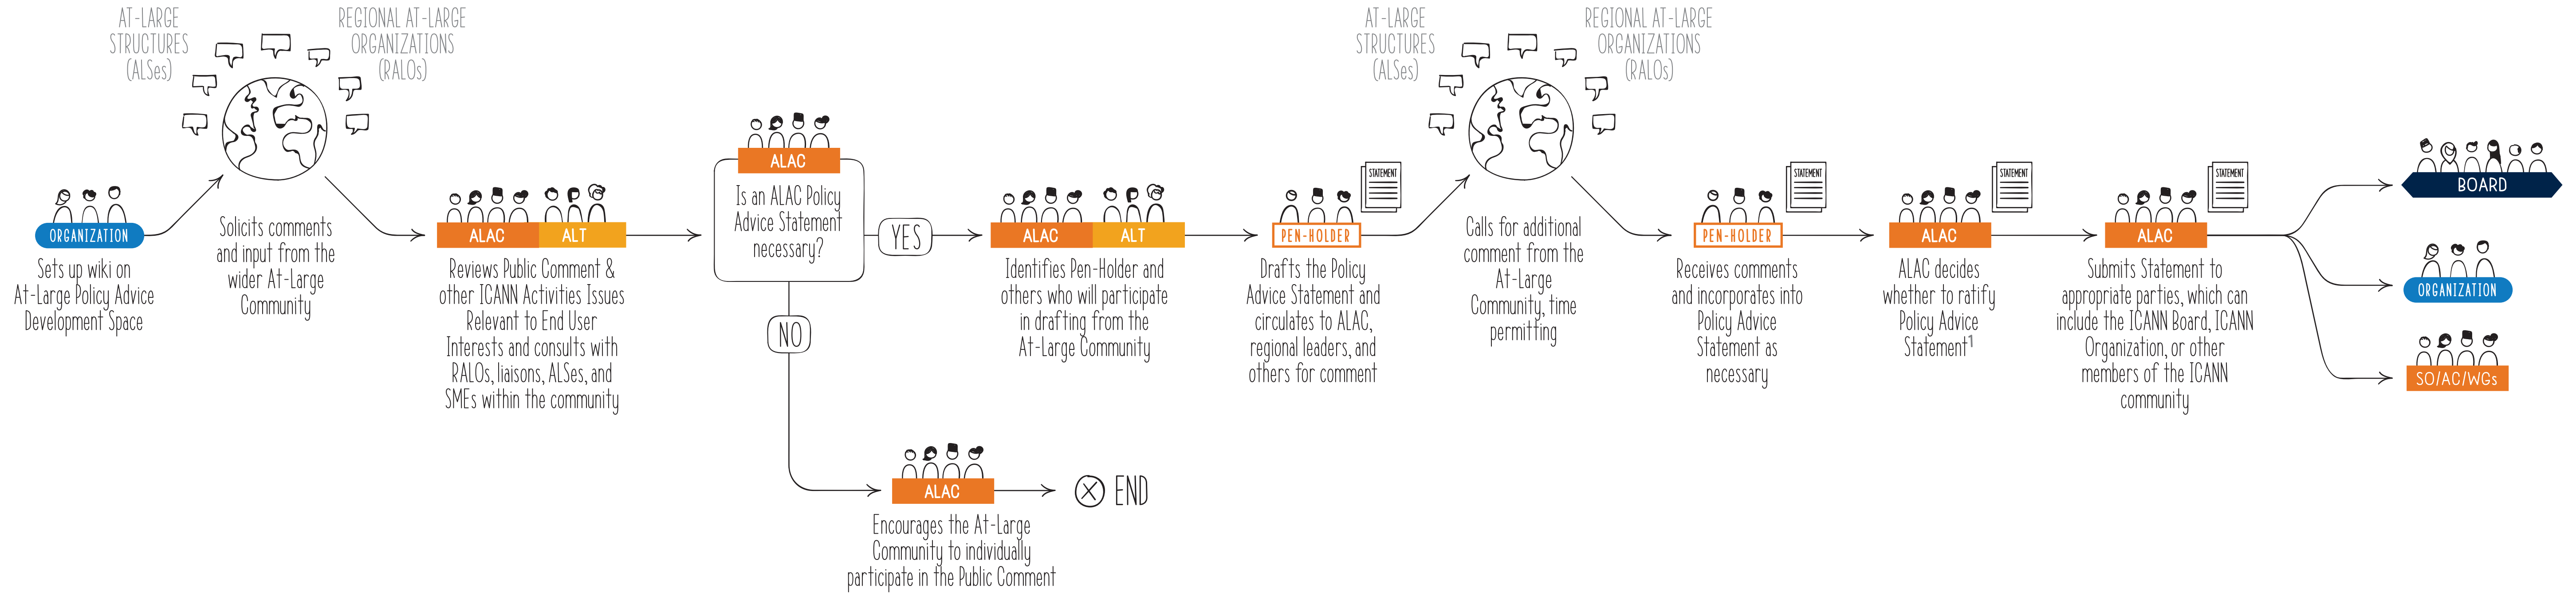 AT-LARGE
STRUCTURES
(ALSes)
REGIONAL AT-LARGE
ORGANIZATIONS
(RALOs)
ORGANIZATION
Sets up wiki on
At-Large Policy Advice
Development Space
Solicits comments
and input from the
wider At-Large
Community
ALAC
ALT
Reviews Public Comment &
other ICANN Activities Issues
Relevant to End User
Interests and consults with
RALOs, liaisons, ALSes, and
SMEs within the community
ALAC
Is an ALAC Policy
Advice Statement
necessary?
YES
NO
ALAC
Encourages the At-Large
Community to individually
participate in the Public Comment
END
ALAC
ALT
Identifies Pen-Holder and
others who will participate
in drafting from the
At-Large Community
STATEMENT
PEN-HOLDER
Drafts the Policy
Advice Statement and
circulates to ALAC,
regional leaders, and
others for comment
AT-LARGE
STRUCTURES
(ALSes)
REGIONAL AT-LARGE
ORGANIZATIONS
(RALOs)
Calls for additional
comment from the
At-Large
Community, time
permitting
STATEMENT
PEN-HOLDER
Receives comments
and incorporates into
Policy Advice
Statement as
necessary
STATEMENT
ALAC
ALAC decides
whether to ratify
Policy Advice
Statement¹
STATEMENT
ALAC
Submits Statement to
appropriate parties, which can
include the ICANN Board, ICANN
Organization, or other
members of the ICANN
community
BOARD
ORGANIZATION
SO/AC/WGs